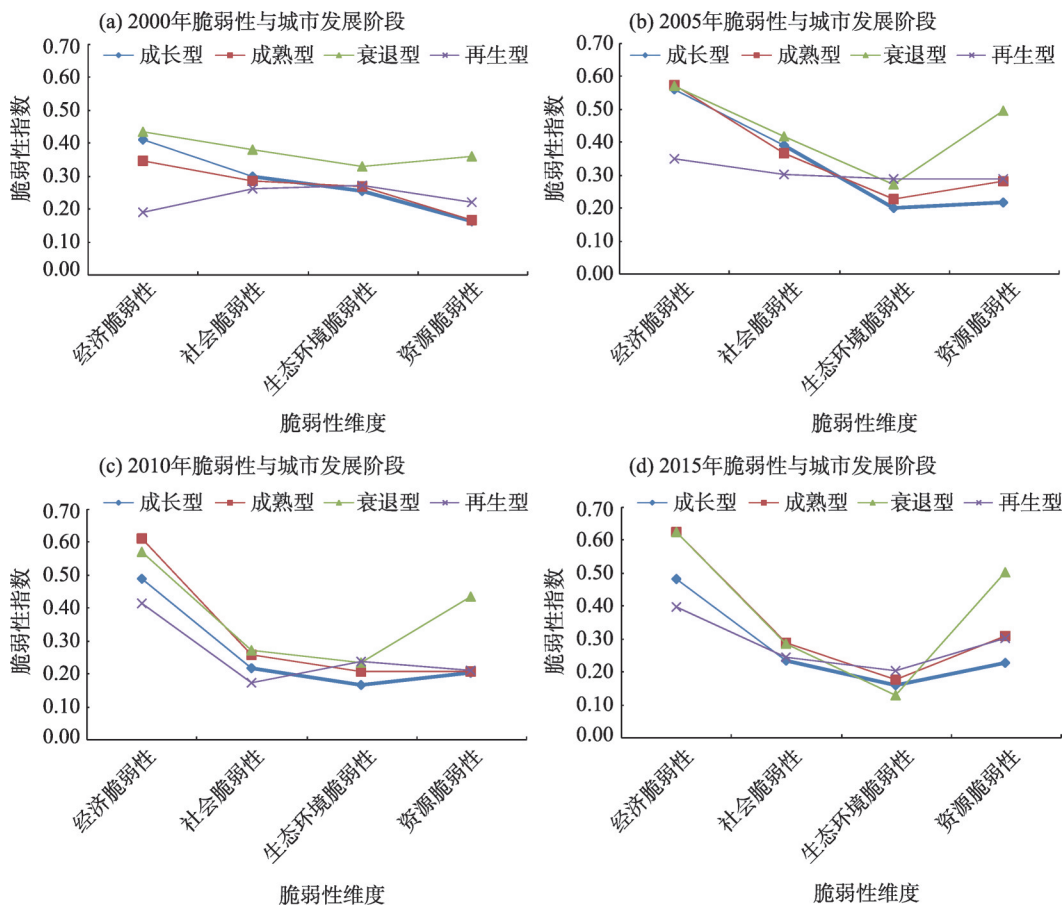 (a) 2000年脆弱性与城市发展阶段
0.70
成长型 成熟型 衰退型 再生型
0.60
0.50
0.40
0.30
0.20
0.10
0.00
脆弱性指数
经济脆弱性
社会脆弱性
生态环境脆弱性
资源脆弱性
脆弱性维度
(b) 2005年脆弱性与城市发展阶段
0.70
成长型 成熟型 衰退型 再生型
0.60
0.50
0.40
0.30
0.20
0.10
0.00
脆弱性指数
经济脆弱性
社会脆弱性
生态环境脆弱性
资源脆弱性
脆弱性维度
(c) 2010年脆弱性与城市发展阶段
成长型 成熟型 衰退型 再生型
0.70
0.60
0.50
0.40
0.30
0.20
0.10
0.00
脆弱性指数
经济脆弱性
社会脆弱性
生态环境脆弱性
资源脆弱性
脆弱性维度
(d) 2015年脆弱性与城市发展阶段
成长型 成熟型 衰退型 再生型
0.70
0.60
0.50
0.40
0.30
0.20
0.10
0.00
脆弱性指数
经济脆弱性
社会脆弱性
生态环境脆弱性
资源脆弱性
脆弱性维度